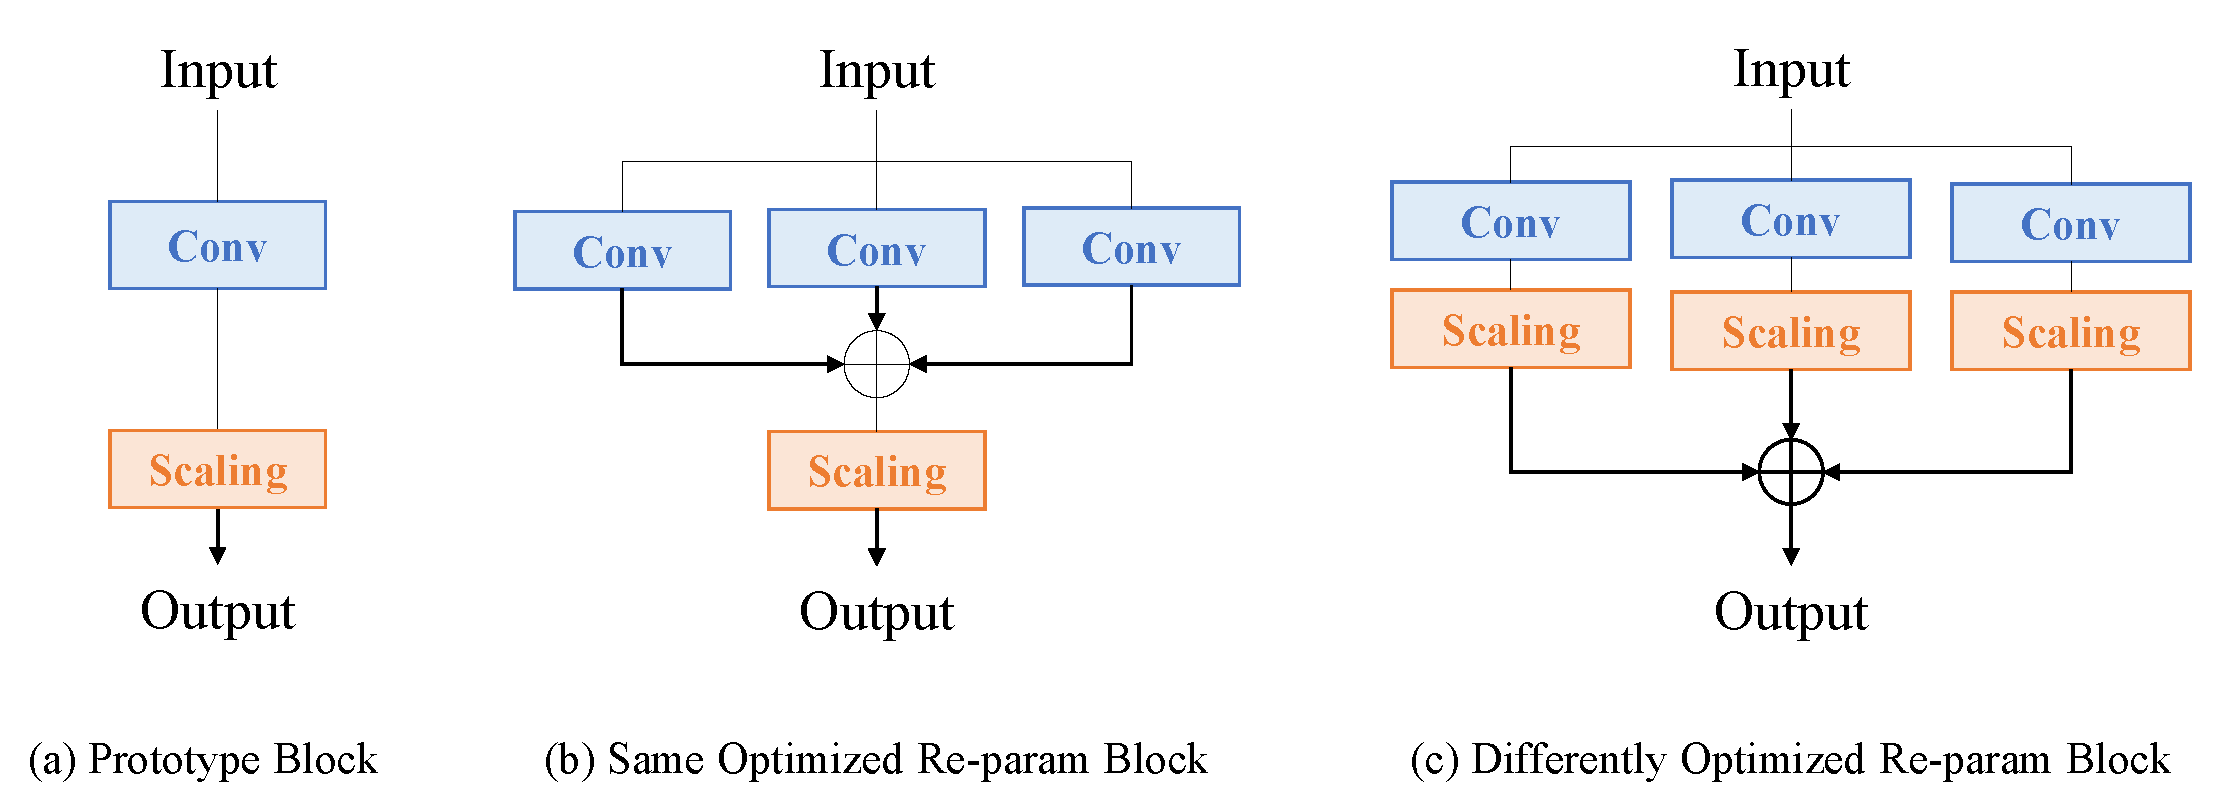 Input
Conv
Scaling
Output
(a) Prototype Block
Input
Conv Conv Conv
Scaling
Output
(b) Same Optimized Re-param Block
Input
Conv Conv Conv
Scaling Scaling Scaling
Output
(c) Differently Optimized Re-param Block